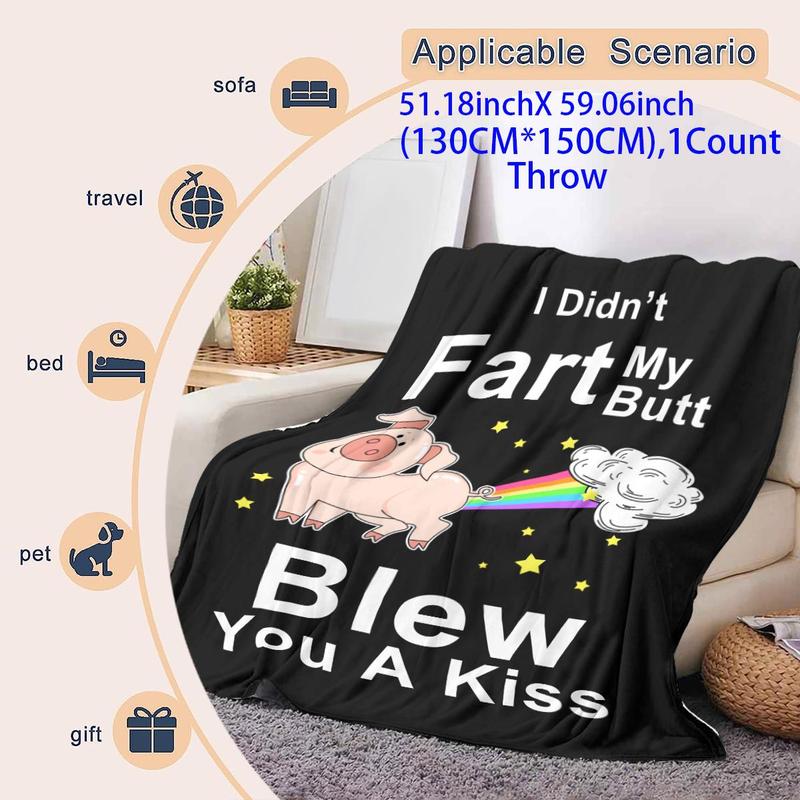 Applicable Scenario
51.18inchX 59.06inch
(130CM*150CM),1Count
Throw
sofa
travel
bed
pet
gift
I Didn't
Fart My
Butt
Blew
You A Kiss